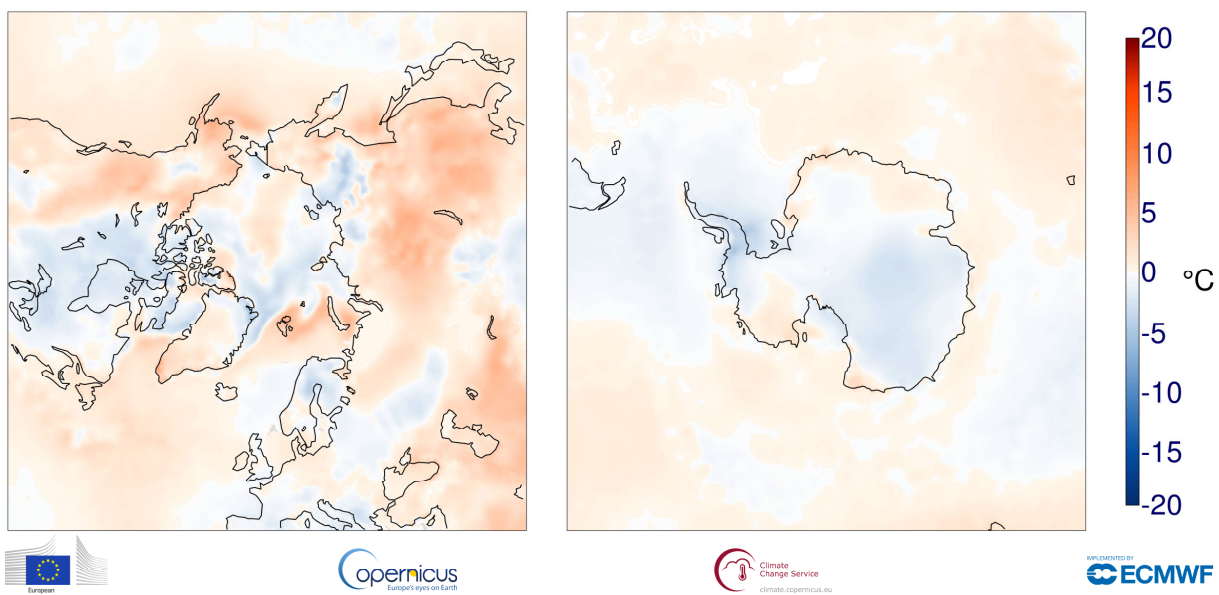 20
15
10
5
0
-5
-10
-15
-20
°C
European
opernicus
Europe's eyes on Earth
Climate
Change Service
climate.copernicus.eu
IMPLEMENTED BY
ECMWF